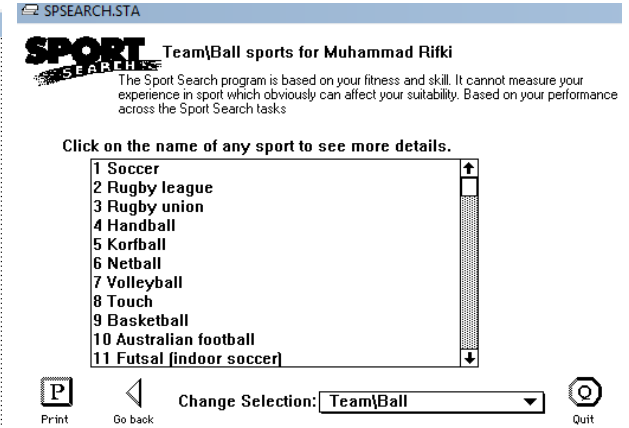 SPSEARCH.STA
SPORT
SEARCH
Team\Ball sports for Muhammad Rifki
The Sport Search program is based on your fitness and skill. It cannot measure your
experience in sport which obviously can affect your suitability. Based on your performance
across the Sport Search tasks
Click on the name of any sport to see more details.
1 Soccer
2 Rugby league
3 Rugby union
4 Handball
5 Korfball
6 Netball
7 Volleyball
8 Touch
9 Basketball
10 Australian football
11 Futsal (indoor soccer)
P
Print
Go back
Change Selection: Team\Ball
Q
Quit